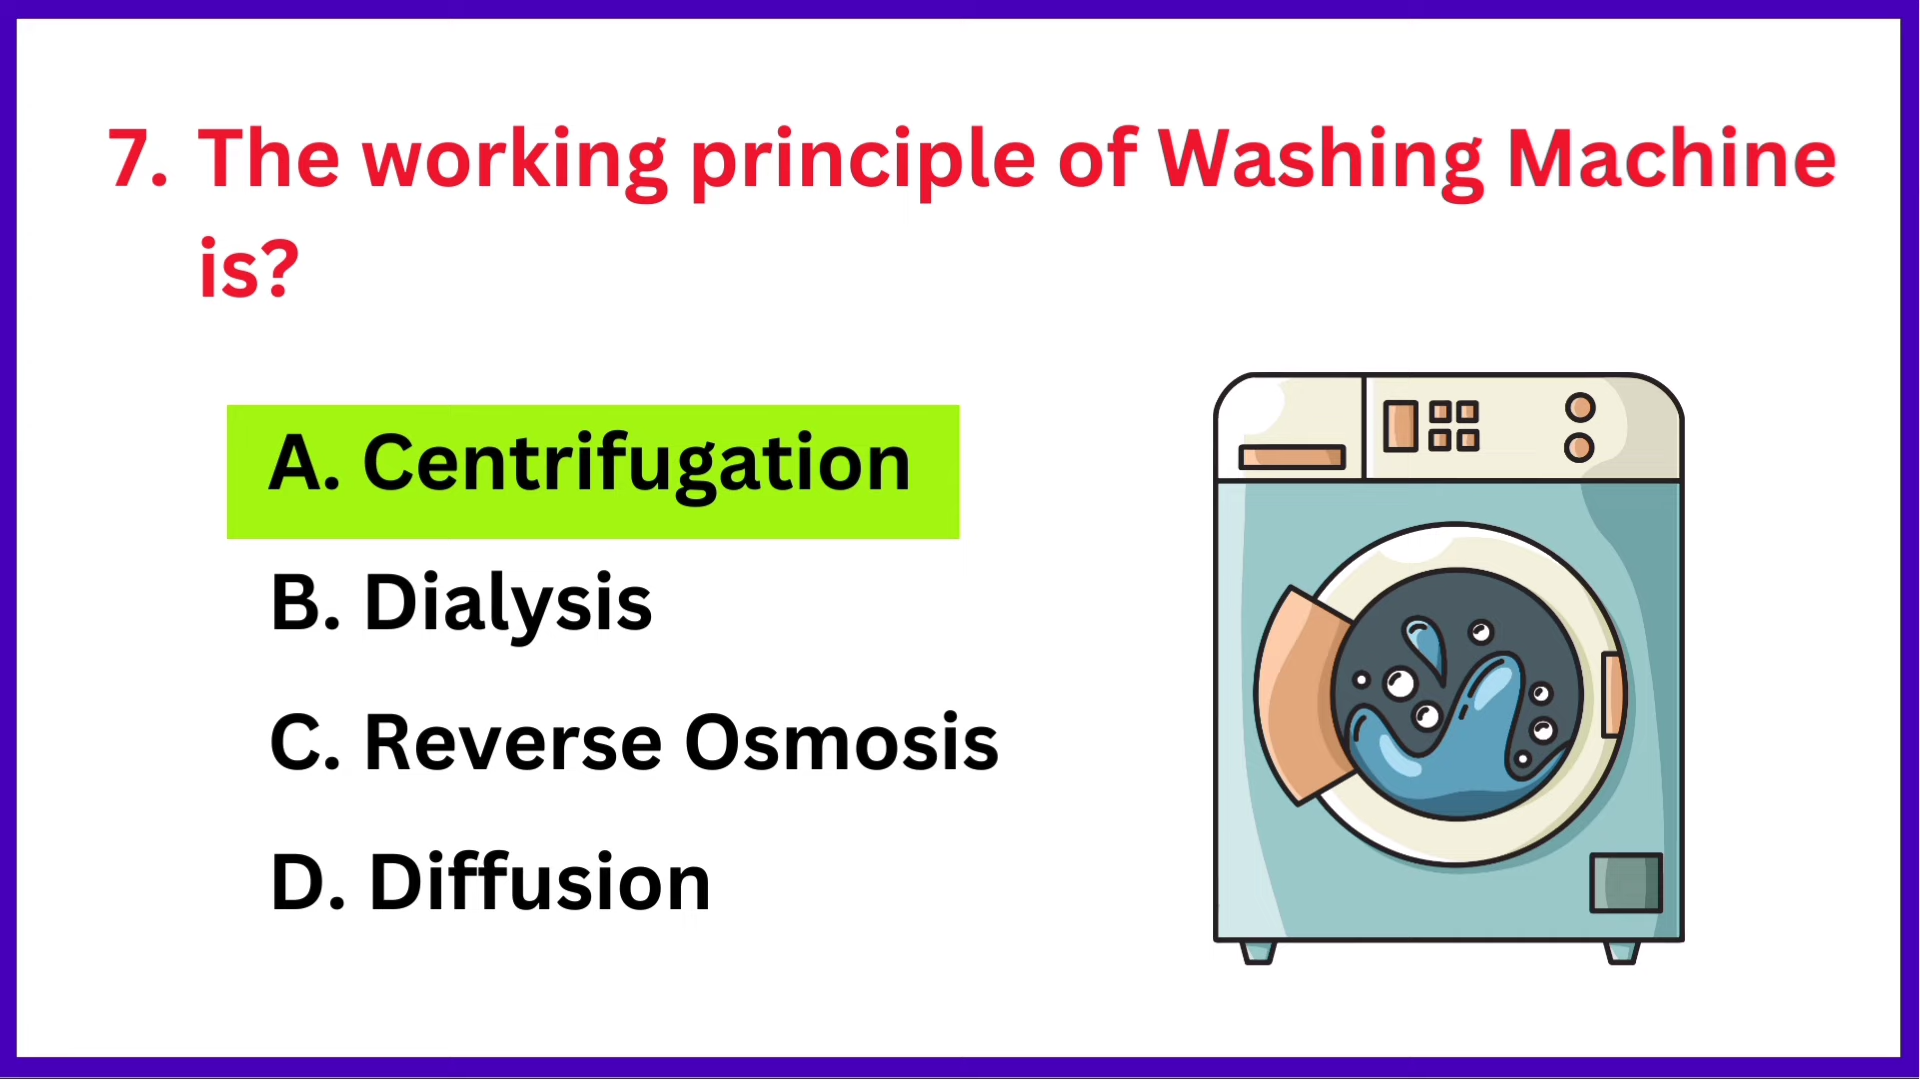 7. The working principle of Washing Machine
is?
A. Centrifugation
B. Dialysis
C. Reverse Osmosis
D. Diffusion